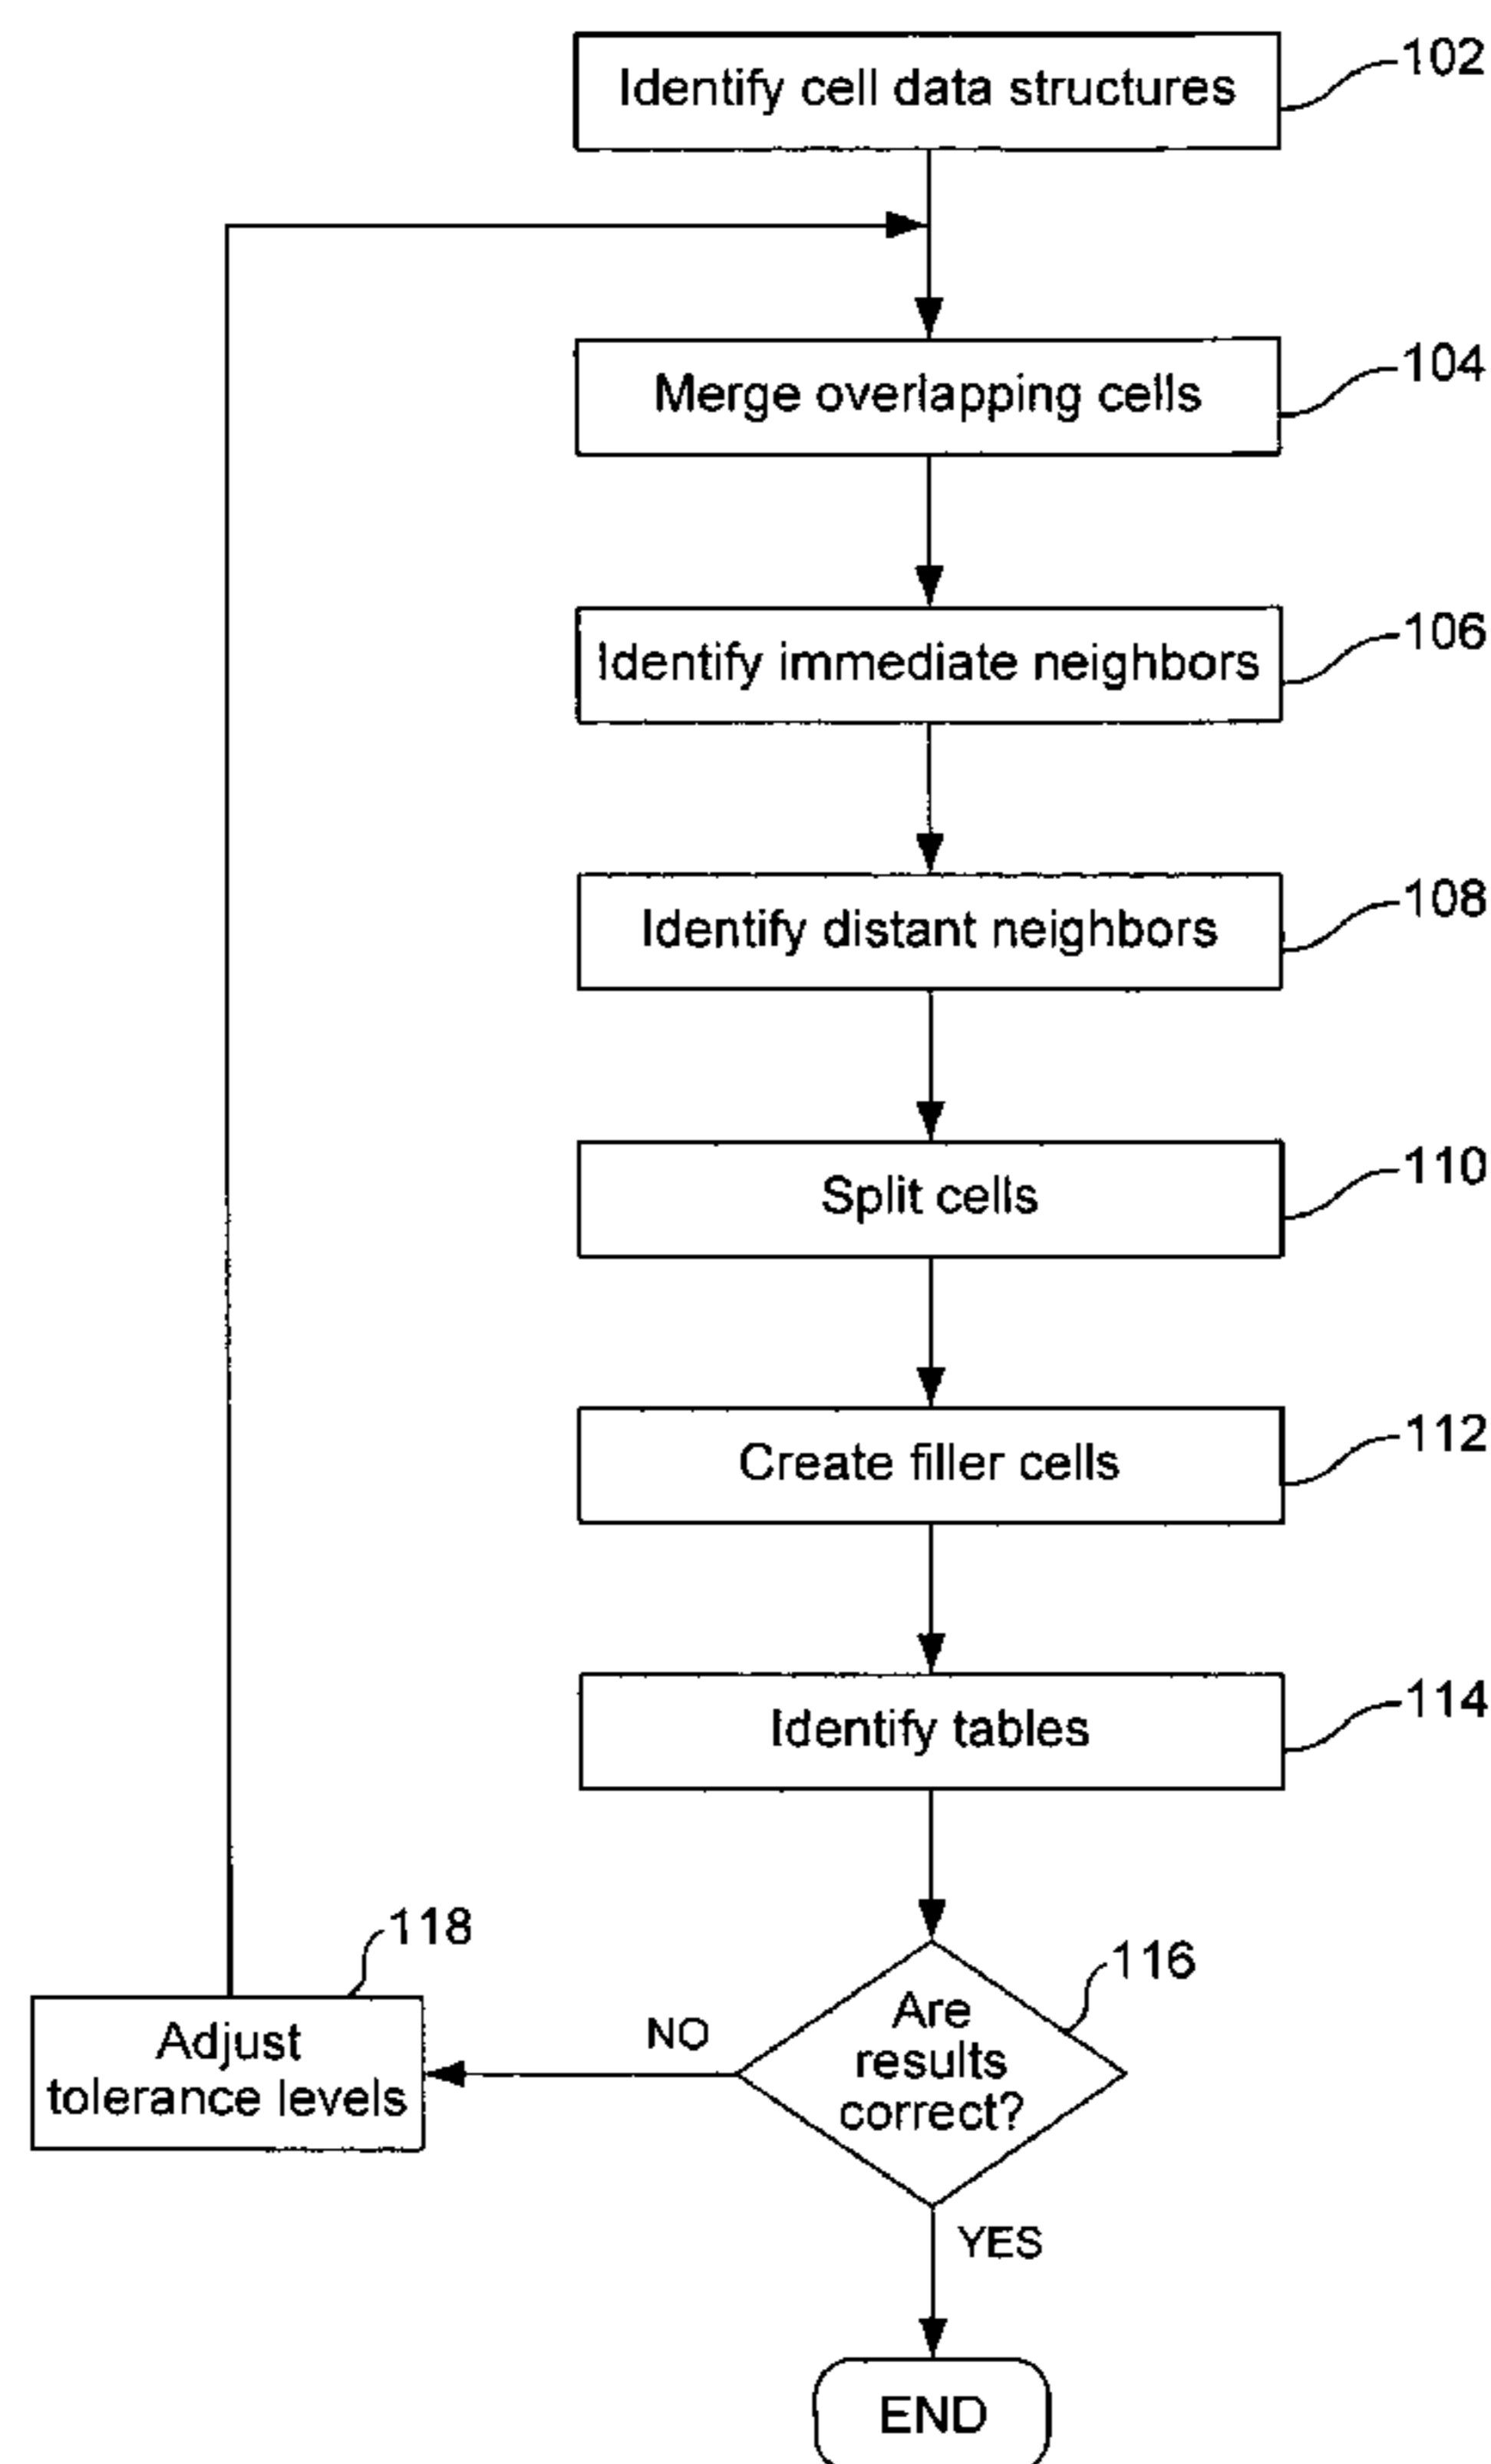 Identify cell data structures
102
Merge overlapping cells
104
Identify immediate neighbors
106
Identify distant neighbors
108
Split cells
110
Create filler cells
112
Identify tables
114
118
116
Adjust
tolerance levels
NO
Are
results
correct?
YES
END